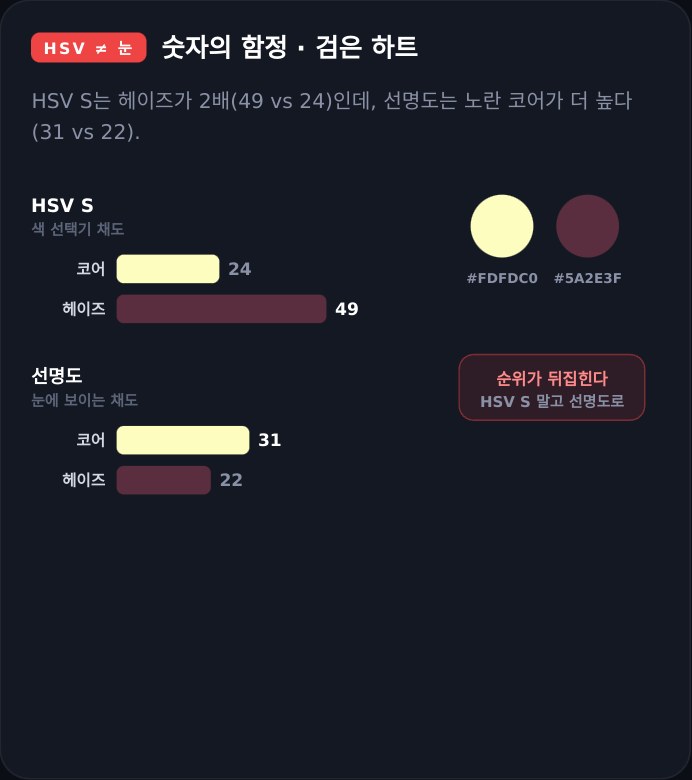 HSV ≠ 눈
숫자의 함정 · 검은 하트
HSV S는 헤이즈가 2배(49 vs 24)인데, 선명도는 노란 코어가 더 높다
(31 vs 22).
HSV S
색 선택기 채도
코어 24
헤이즈 49
#FDFDC0 #5A2E3F
선명도
눈에 보이는 채도
코어 31
헤이즈 22
순위가 뒤집힌다
HSV S 말고 선명도로